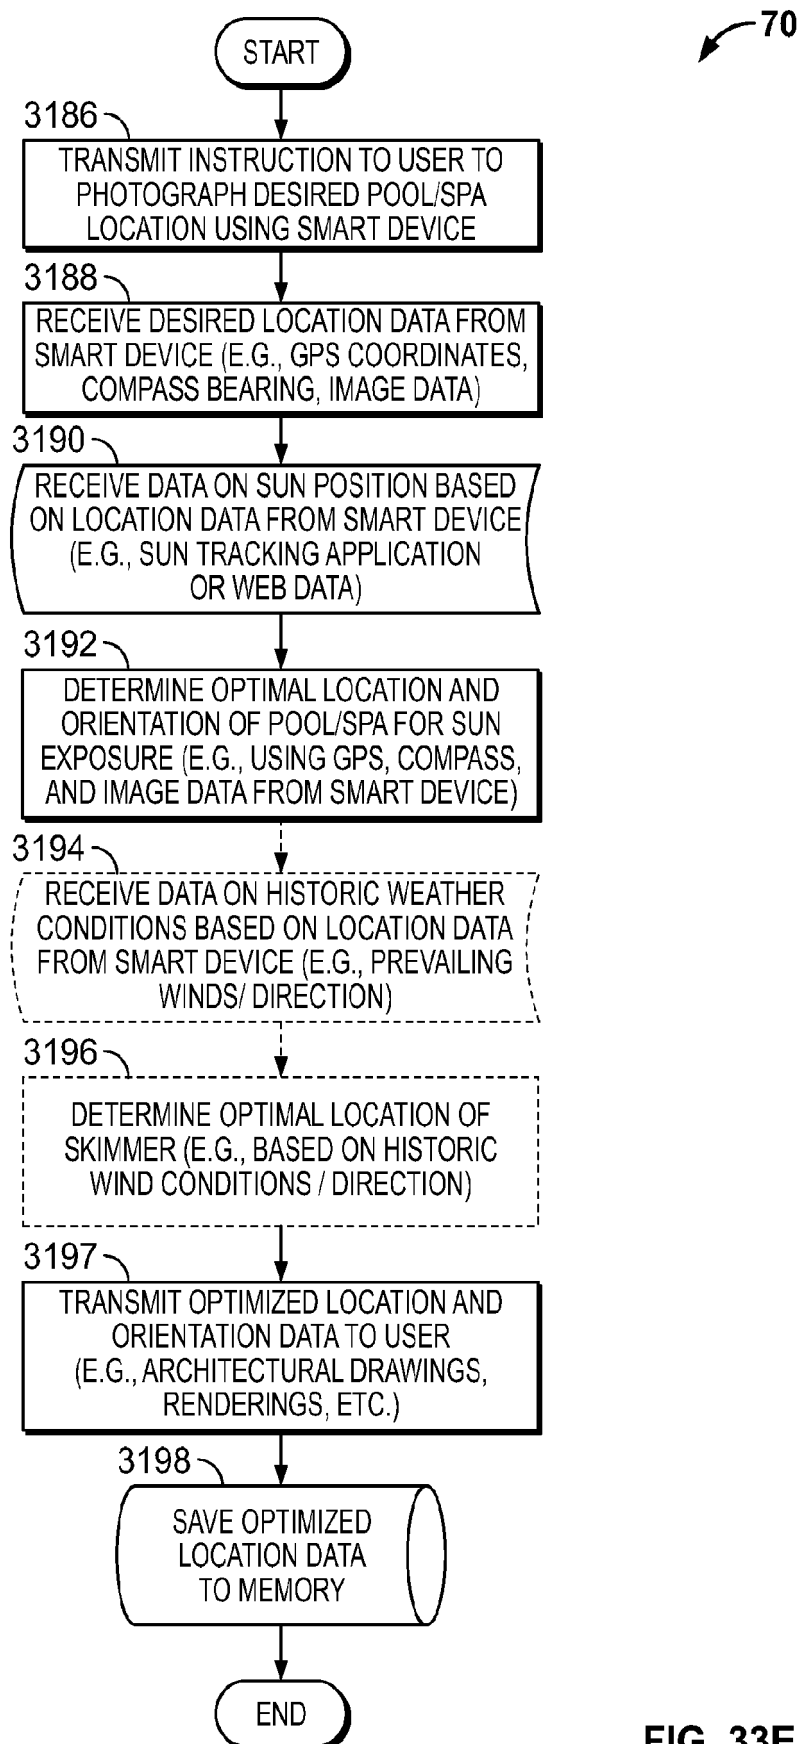 70
START
3186
TRANSMIT INSTRUCTION TO USER TO
PHOTOGRAPH DESIRED POOL/SPA
LOCATION USING SMART DEVICE
3188
RECEIVE DESIRED LOCATION DATA FROM
SMART DEVICE (E.G., GPS COORDINATES,
COMPASS BEARING, IMAGE DATA)
3190
RECEIVE DATA ON SUN POSITION BASED
ON LOCATION DATA FROM SMART DEVICE
(E.G., SUN TRACKING APPLICATION
OR WEB DATA)
3192
DETERMINE OPTIMAL LOCATION AND
ORIENTATION OF POOL/SPA FOR SUN
EXPOSURE (E.G., USING GPS, COMPASS,
AND IMAGE DATA FROM SMART DEVICE)
3194
RECEIVE DATA ON HISTORIC WEATHER
CONDITIONS BASED ON LOCATION DATA
FROM SMART DEVICE (E.G., PREVAILING
WINDS/ DIRECTION)
3196
DETERMINE OPTIMAL LOCATION OF
SKIMMER (E.G., BASED ON HISTORIC
WIND CONDITIONS / DIRECTION)
3197
TRANSMIT OPTIMIZED LOCATION AND
ORIENTATION DATA TO USER
(E.G., ARCHITECTURAL DRAWINGS,
RENDERINGS, ETC.)
3198
SAVE OPTIMIZED
LOCATION DATA
TO MEMORY
END
FIG. 33E